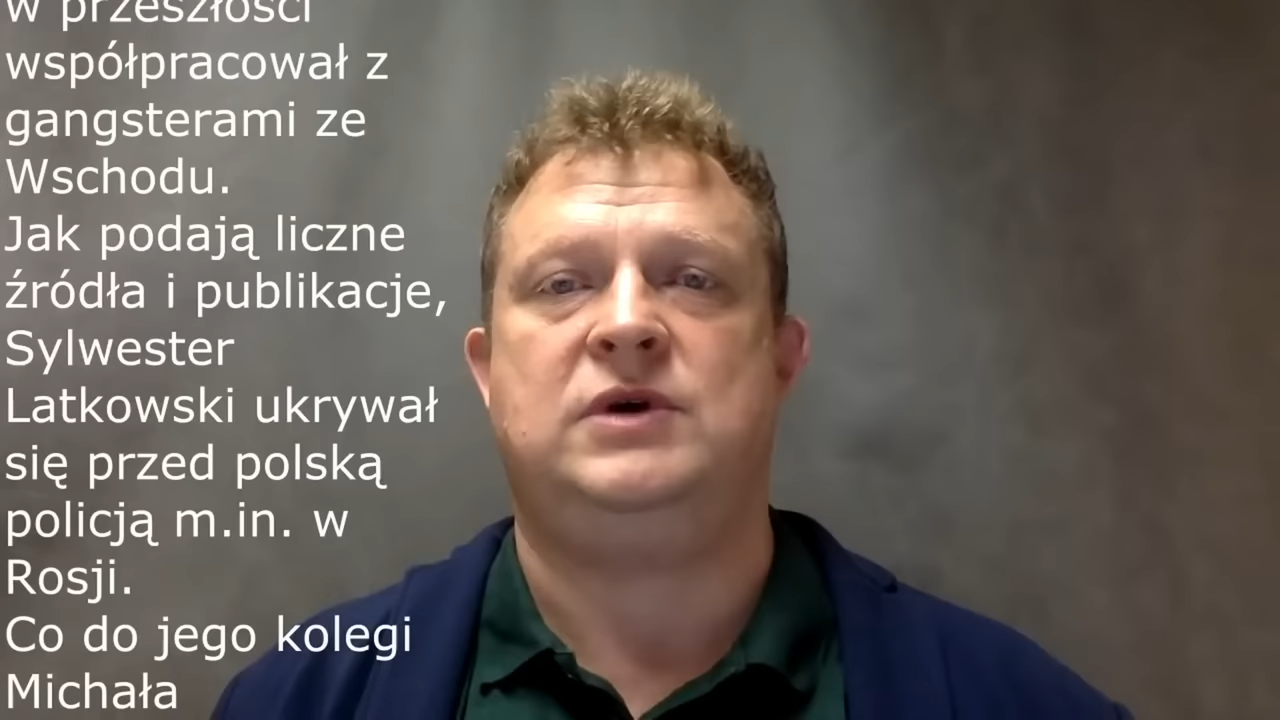 w przeszłości
współpracował z
gangsterami ze
Wschodu.
Jak podają liczne
źródła i publikacje,
Sylwester
Latkowski ukrywał
się przed polską
policją m.in. w
Rosji.
Co do jego kolegi
Michała